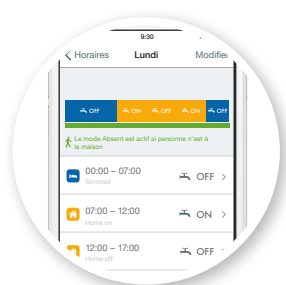 9:30
Horaires Lundi Modifie
OFF ON OFF ON OFF
Le mode Absent est actif si personne n'est à
la maison
00:00 – 07:00 OFF
Sommeil
07:00 – 12:00 ON
Home on
12:00 – 17:00 OFF
Home off